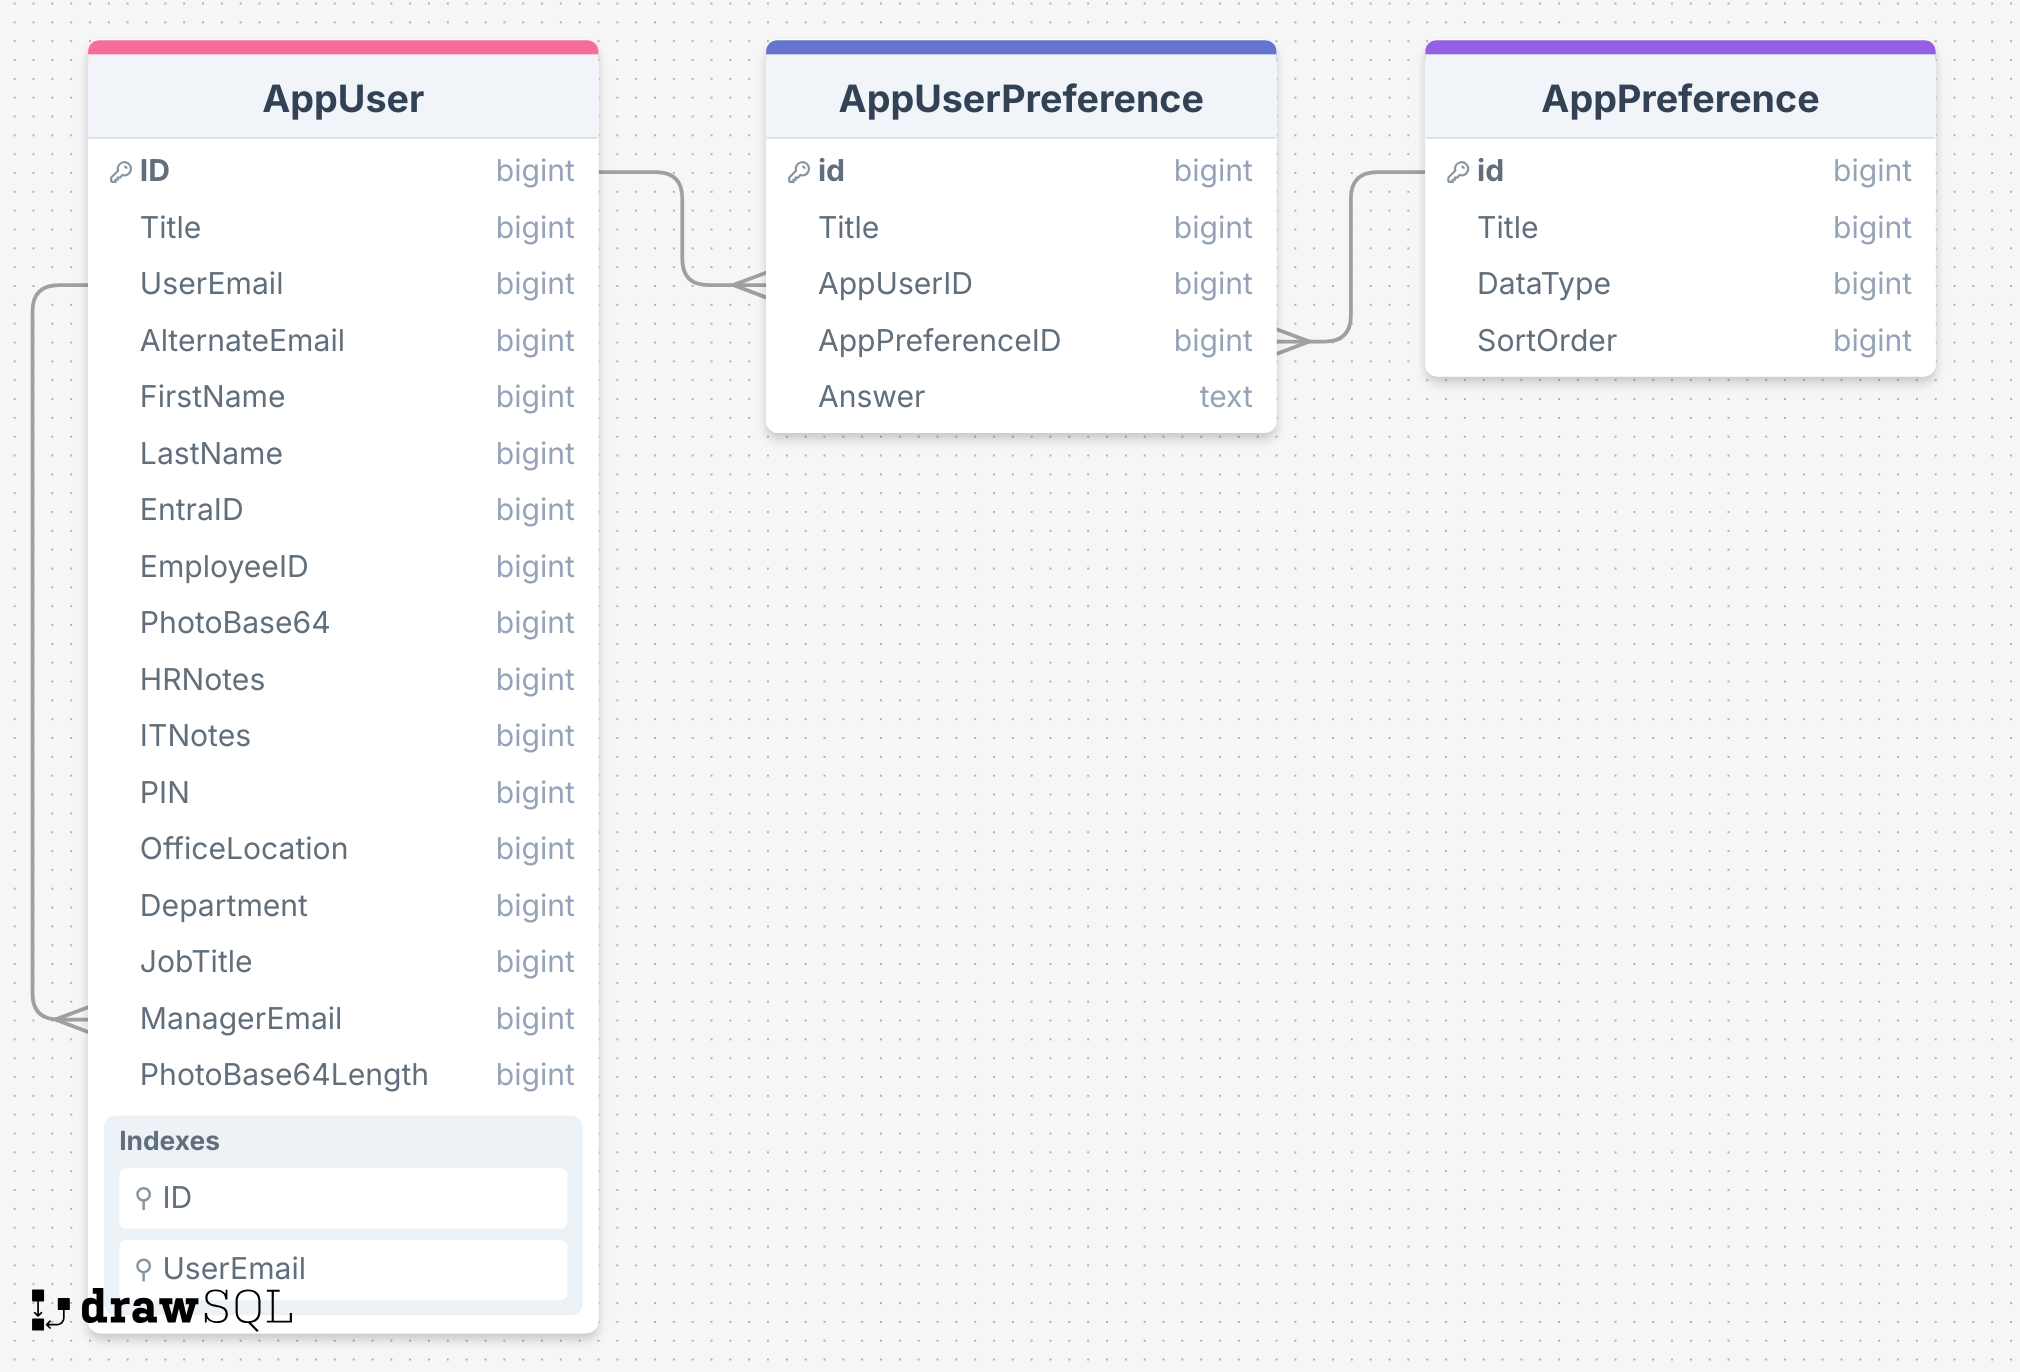 AppUser
ID bigint
Title bigint
UserEmail bigint
AlternateEmail bigint
FirstName bigint
LastName bigint
EntraID bigint
EmployeeID bigint
PhotoBase64 bigint
HRNotes bigint
ITNotes bigint
PIN bigint
OfficeLocation bigint
Department bigint
JobTitle bigint
ManagerEmail bigint
PhotoBase64Length bigint
Indexes
ID
UserEmail
AppUserPreference
id bigint
Title bigint
AppUserID bigint
AppPreferenceID bigint
Answer text
AppPreference
id bigint
Title bigint
DataType bigint
SortOrder bigint
drawSQL